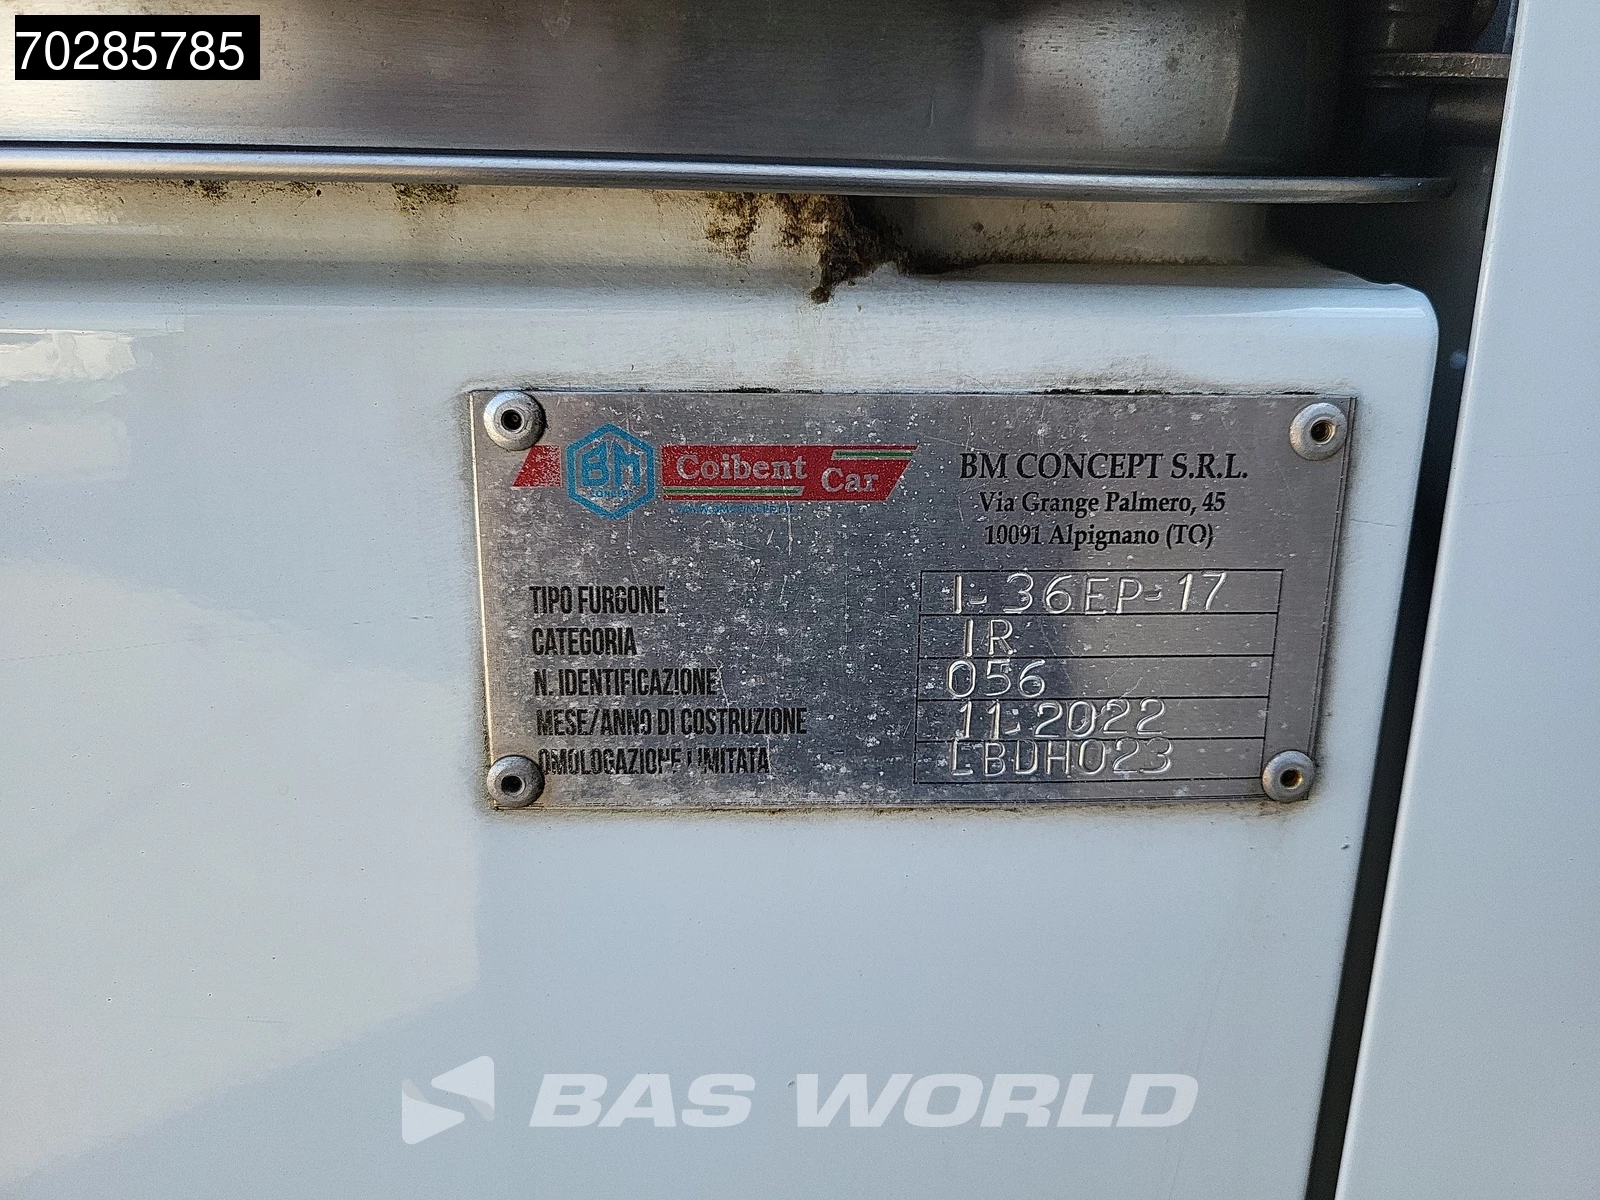 70285785
BM
CONCEPT
Coibent Car
BM CONCEPT S.R.L.
Via Grange Palmero, 45
10091 Alpignano (TO)
TIPO FURGONE I-36EP-17
CATEGORIA IR
N. IDENTIFICAZIONE 056
MESE/ANNO DI COSTRUZIONE 11-2022
OMOLOGAZIONE LIMITATA
BAS WORLD